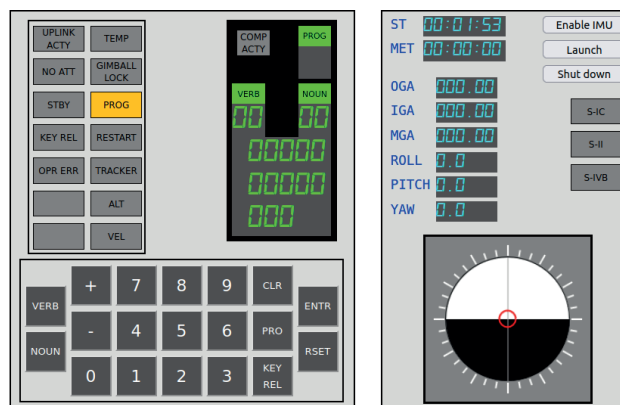 UPLINK ACTY
TEMP
NO ATT
GIMBALL LOCK
STBY
PROG
KEY REL
RESTART
OPR ERR
TRACKER
ALT
VEL
COMP ACTY
PROG
VERB
NOUN
00
00
00000
00000
000
VERB
NOUN
+
7
8
9
CLR
-
4
5
6
PRO
0
1
2
3
KEY REL
ENTR
RSET
ST 00:01:53
MET 00:00:00
OGA 000.00
IGA 000.00
MGA 000.00
ROLL 0.0
PITCH 0.0
YAW 0.0
Enable IMU
Launch
Shut down
S-IC
S-II
S-IVB